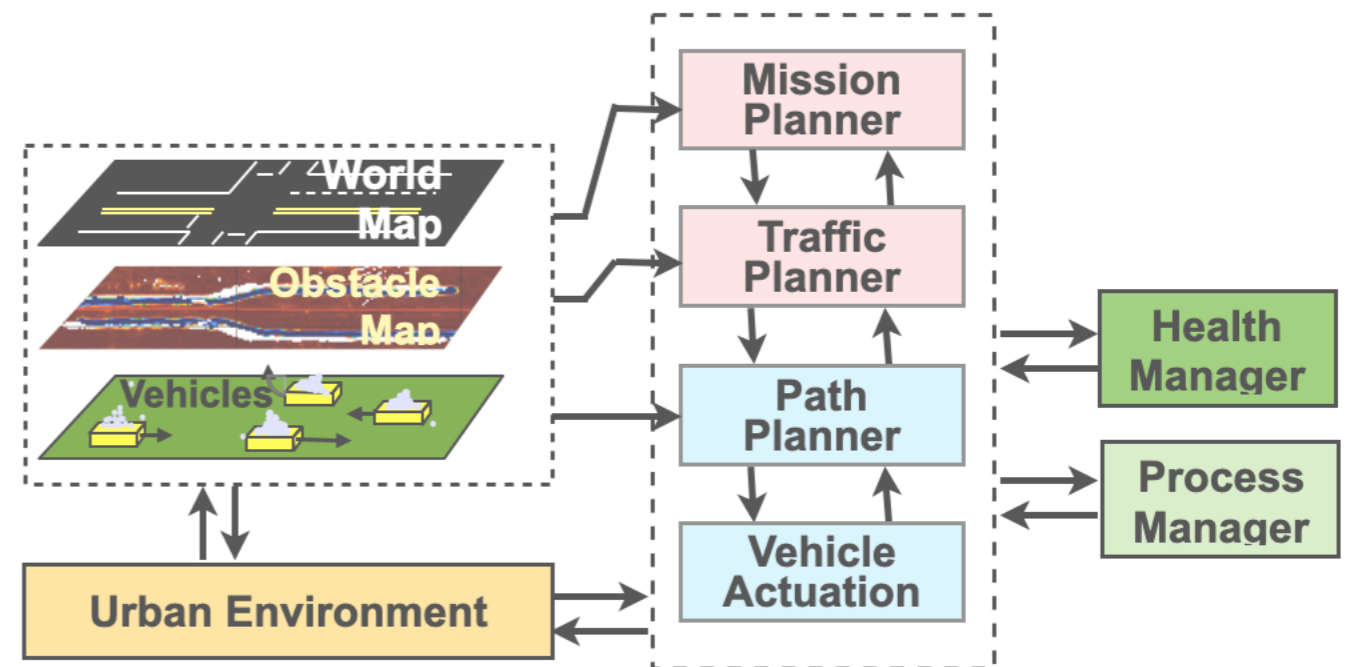 World
Map
Obstacle
Map
Vehicles
Urban Environment
Mission
Planner
Traffic
Planner
Path
Planner
Vehicle
Actuation
Health
Manager
Process
Manager